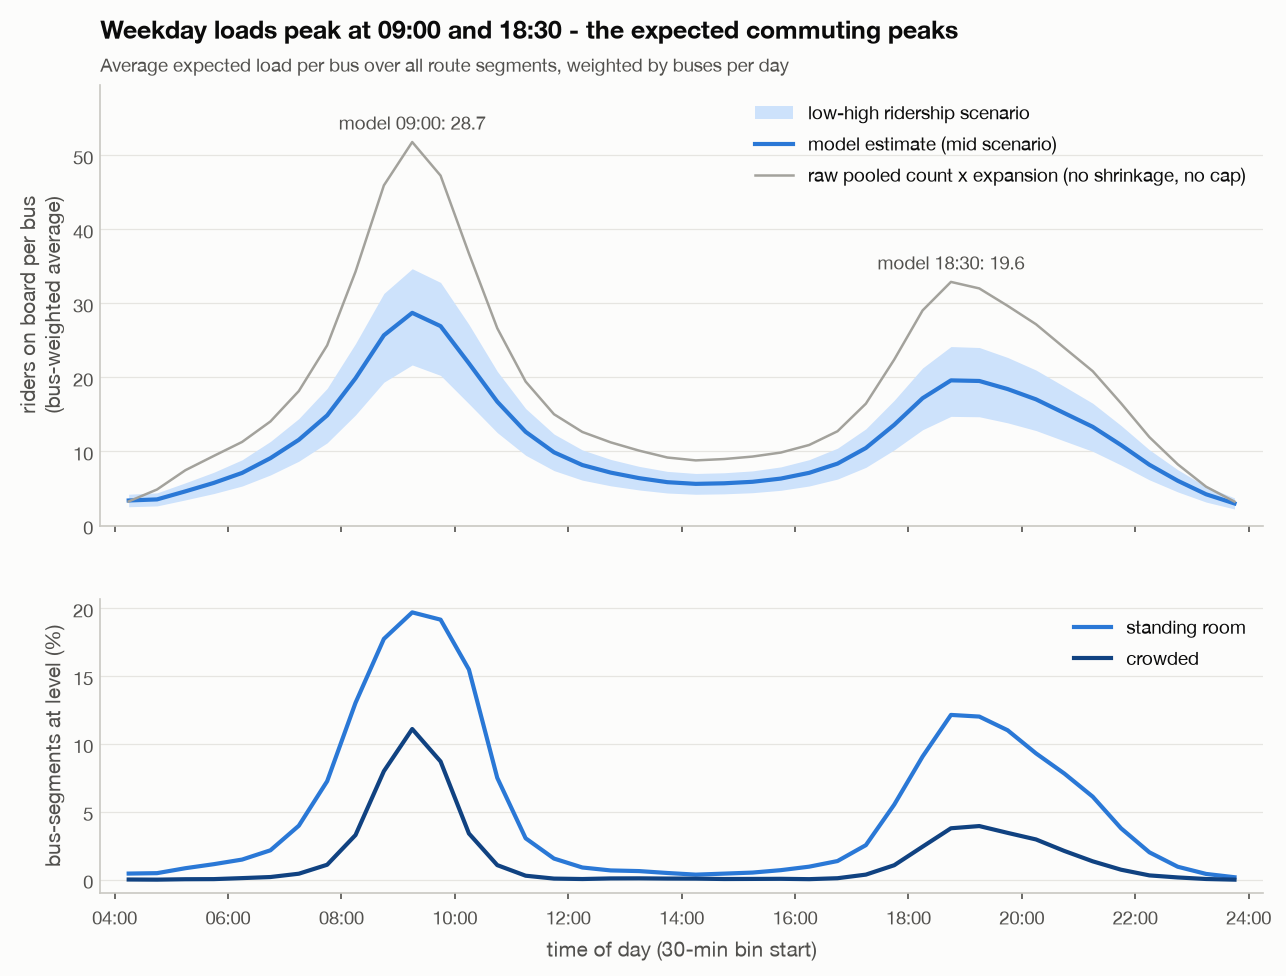 Weekday loads peak at 09:00 and 18:30 - the expected commuting peaks
Average expected load per bus over all route segments, weighted by buses per day
low-high ridership scenario
model estimate (mid scenario)
raw pooled count x expansion (no shrinkage, no cap)
model 09:00: 28.7
model 18:30: 19.6
riders on board per bus
(bus-weighted average)
50
40
30
20
10
0
standing room
crowded
bus-segments at level (%)
20
15
10
5
0
04:00 06:00 08:00 10:00 12:00 14:00 16:00 18:00 20:00 22:00 24:00
time of day (30-min bin start)